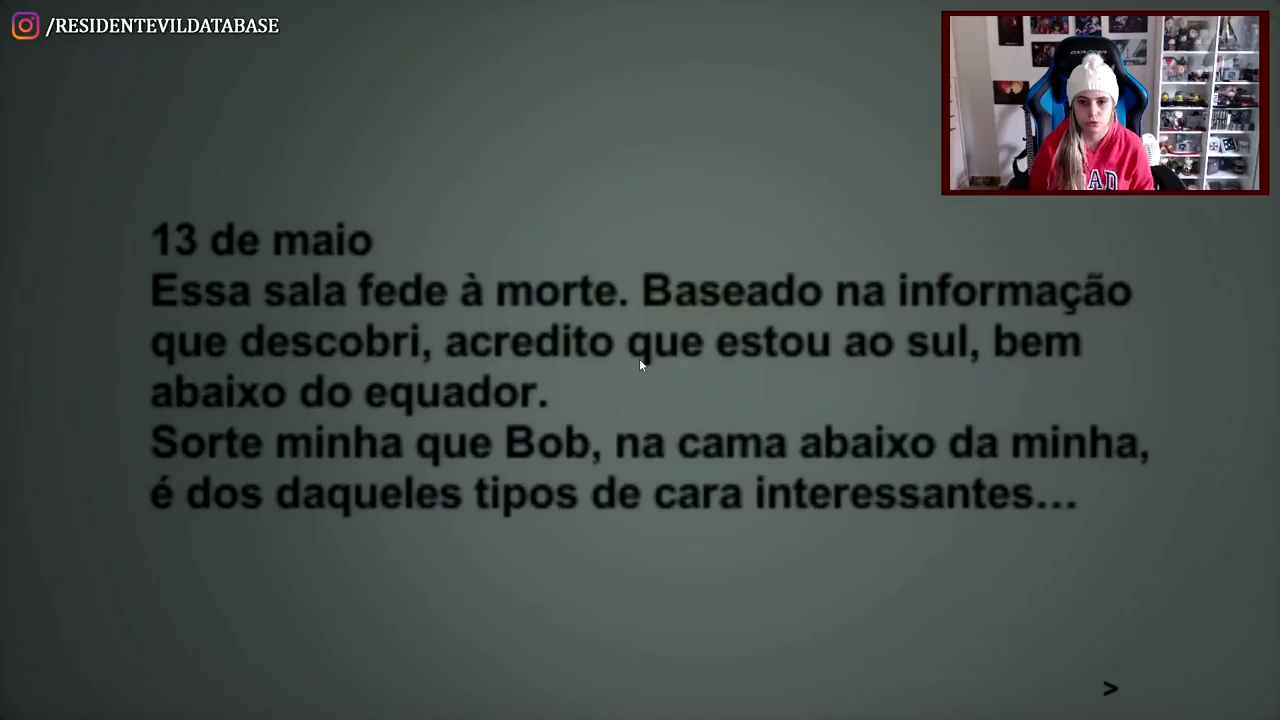 /RESIDENTEVILDATABASE
13 de maio
Essa sala fede à morte. Baseado na informação
que descobri, acredito que estou ao sul, bem
abaixo do equador.
Sorte minha que Bob, na cama abaixo da minha,
é dos daqueles tipos de cara interessantes...
>